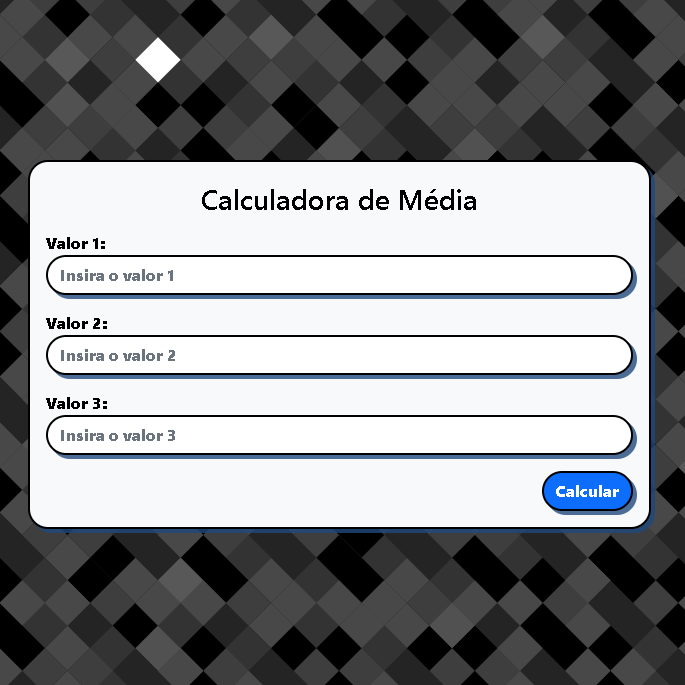 Calculadora de Média
Valor 1:
Insira o valor 1
Valor 2:
Insira o valor 2
Valor 3:
Insira o valor 3
Calcular